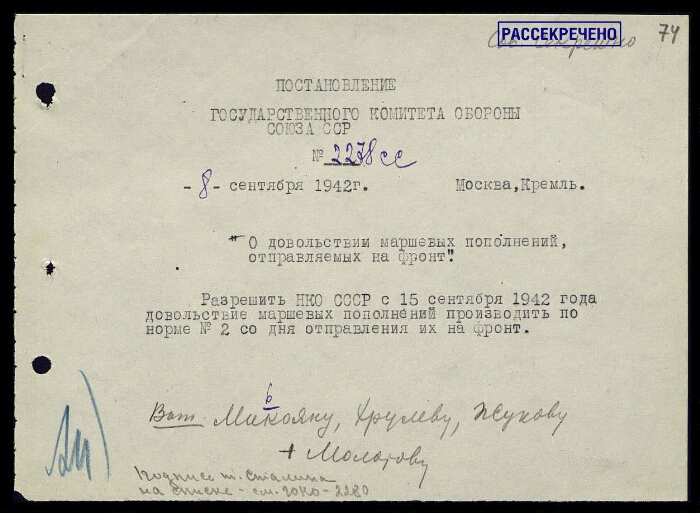 Сов. секретно
РАССЕКРЕЧЕНО
74
ПОСТАНОВЛЕНИЕ
ГОСУДАРСТВЕННОГО КОМИТЕТА ОБОРОНЫ
СОЮЗА ССР
№ 2278сс
- 8 - сентября 1942г. Москва,Кремль.
"О довольствии маршевых пополнений,
отправляемых на фронт".
Разрешить НКО СССР с 15 сентября 1942 года
довольствие маршевых пополнений производить по
норме № 2 со дня отправления их на фронт.
б
Микояну, Хрулеву, Жукову
+ Молотову
Подпись т. Сталина
на списке - см. ГОКО - 2280